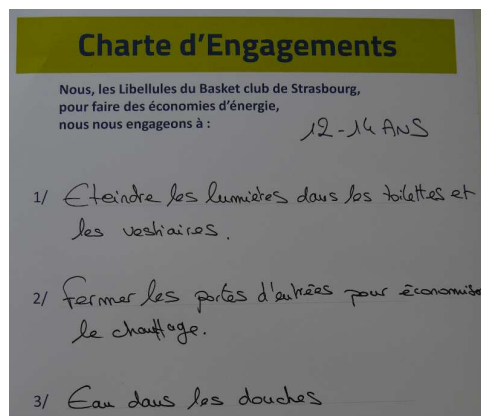 Charte d'Engagements
Nous, les Libellules du Basket club de Strasbourg,
pour faire des économies d'énergie,
nous nous engageons à :
12-14 ANS
1/ Eteindre les lumières dans les toilettes et
les vestiaires.
2/ Fermer les portes d'entrées pour économiser
le chauffage.
3/ Eau dans les douches